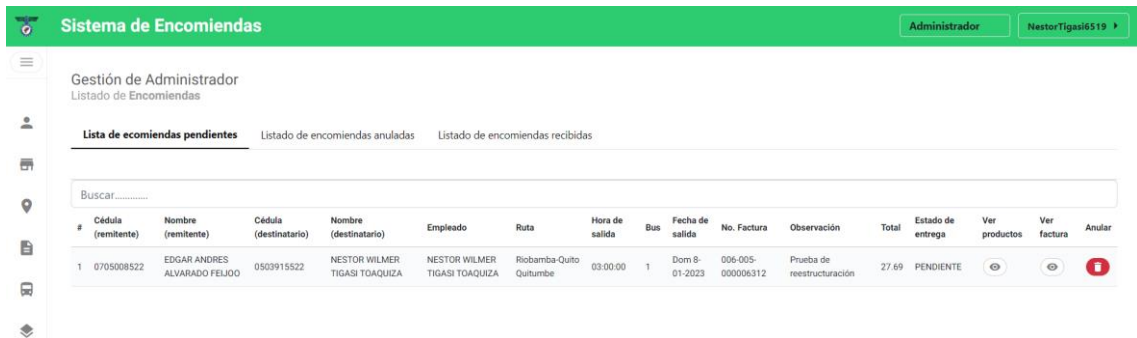 Sistema de Encomiendas
Administrador
NestorTigasi6519
Gestión de Administrador
Listado de Encomiendas
Lista de ecomiendas pendientes
Listado de encomiendas anuladas
Listado de encomiendas recibidas
Buscar.............
# Cédula (remitente) Nombre (remitente) Cédula (destinatario) Nombre (destinatario) Empleado Ruta Hora de salida Bus Fecha de salida No. Factura Observación Total Estado de entrega Ver productos Ver factura Anular
1 0705008522 EDGAR ANDRES ALVARADO FEIJOO 0503915522 NESTOR WILMER TIGASI TOAQUIZA NESTOR WILMER TIGASI TOAQUIZA Riobamba-Quito Quitumbe 03:00:00 1 Dom 8-01-2023 006-005-000006312 Prueba de reestructuración 27.69 PENDIENTE